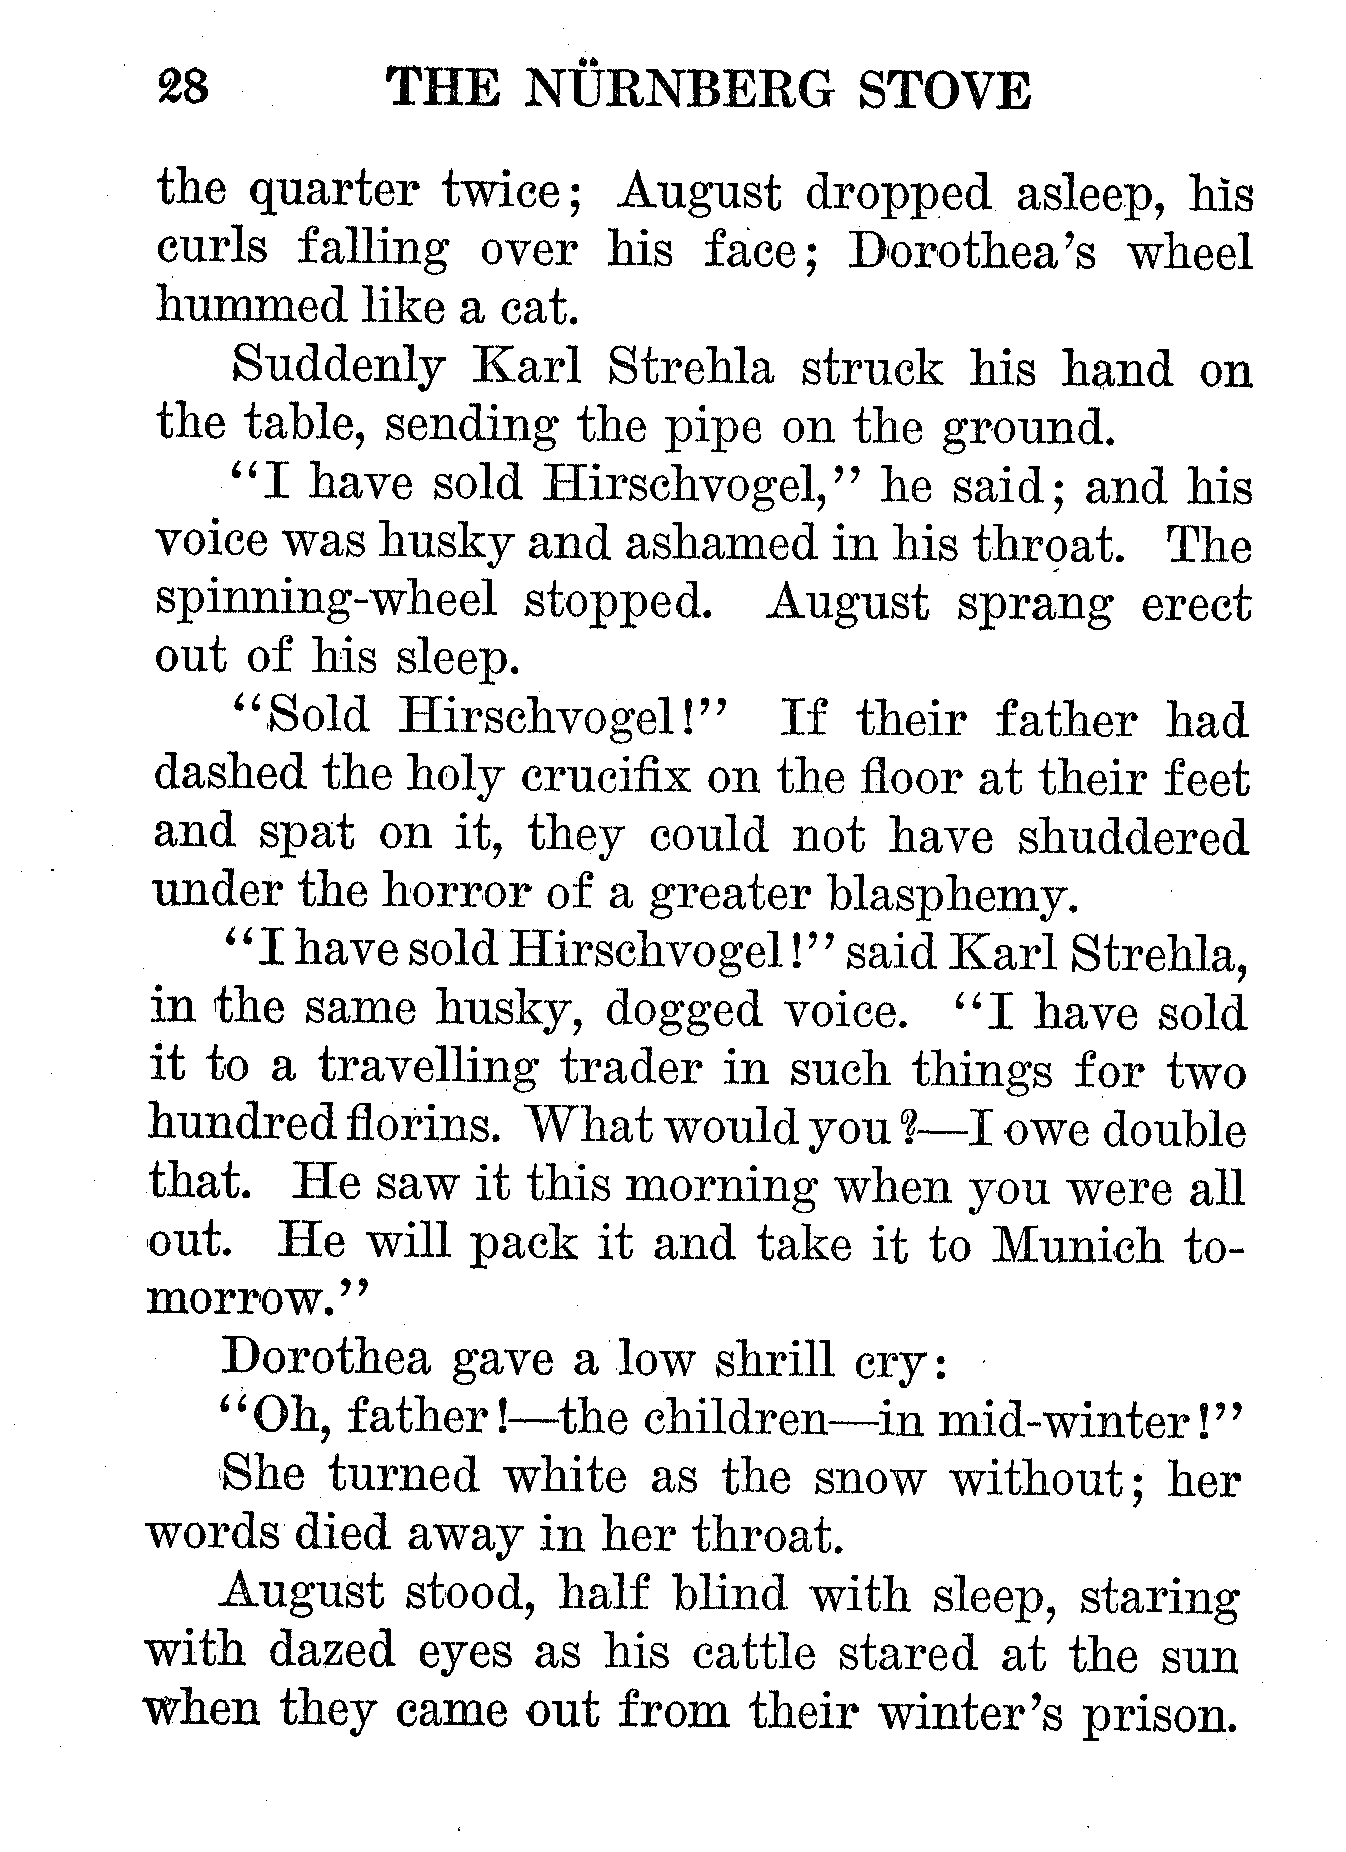 28 THE NÜRNBERG STOVE
the quarter twice; August dropped asleep, his
curls falling over his face; Dorothea's wheel
hummed like a cat.
Suddenly Karl Strehla struck his hand on
the table, sending the pipe on the ground.
"I have sold Hirschvogel," he said; and his
voice was husky and ashamed in his throat. The
spinning-wheel stopped. August sprang erect
out of his sleep.
"Sold Hirschvogel!" If their father had
dashed the holy crucifix on the floor at their feet
and spat on it, they could not have shuddered
under the horror of a greater blasphemy.
"I have sold Hirschvogel!" said Karl Strehla,
in the same husky, dogged voice. "I have sold
it to a travelling trader in such things for two
hundred florins. What would you?—I owe double
that. He saw it this morning when you were all
out. He will pack it and take it to Munich to-
morrow."
Dorothea gave a low shrill cry:
"Oh, father!—the children—in mid-winter!"
She turned white as the snow without; her
words died away in her throat.
August stood, half blind with sleep, staring
with dazed eyes as his cattle stared at the sun
when they came out from their winter's prison.